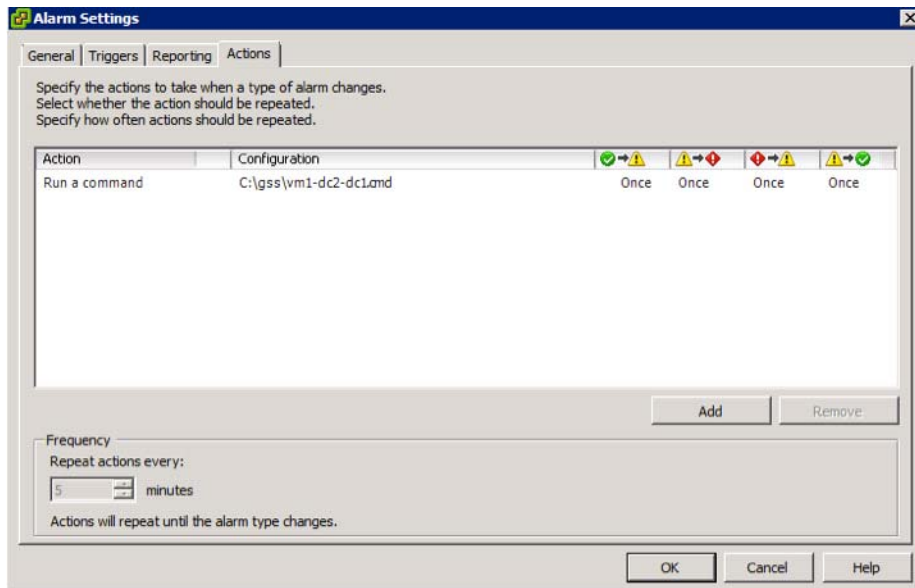 Alarm Settings
General Triggers Reporting Actions
Specify the actions to take when a type of alarm changes.
Select whether the action should be repeated.
Specify how often actions should be repeated.
Action Configuration
Run a command C:\gss\vm1-dc2-dc1.cmd Once Once Once Once
Add Remove
Frequency
Repeat actions every:
5 minutes
Actions will repeat until the alarm type changes.
OK Cancel Help